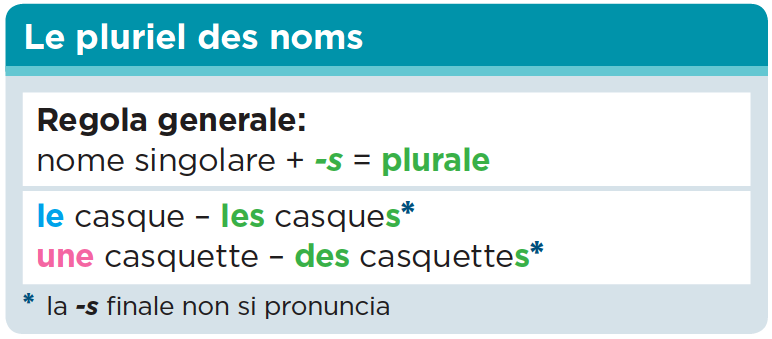 Le pluriel des noms
Regola generale:
nome singolare + -s = plurale
le casque – les casques*
une casquette – des casquettes*
* la -s finale non si pronuncia